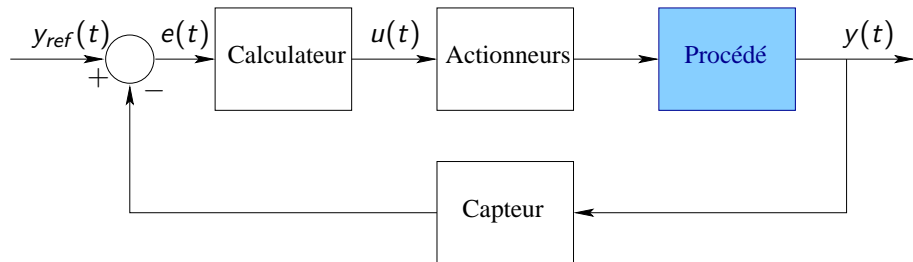 y_ref(t)
e(t)
Calculateur
u(t)
Actionneurs
Procédé
y(t)
+
−
Capteur